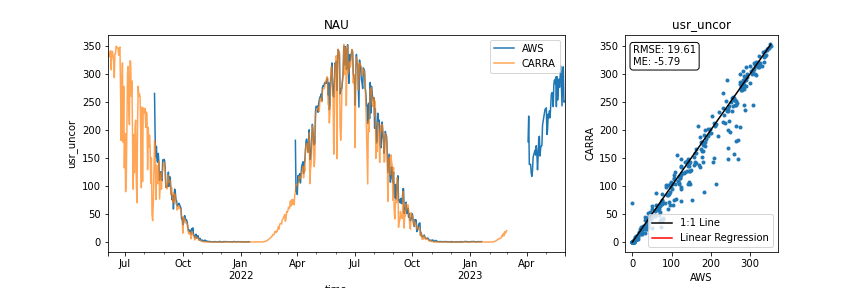 NAU
usr_uncor
350
300
250
200
150
100
50
0
AWS
CARRA
Jul
Oct
Jan
2022
Apr
Jul
Oct
Jan
2023
Apr
time
usr_uncor
CARRA
350
300
250
200
150
100
50
0
RMSE: 19.61
ME: -5.79
1:1 Line
Linear Regression
0
100
200
300
AWS